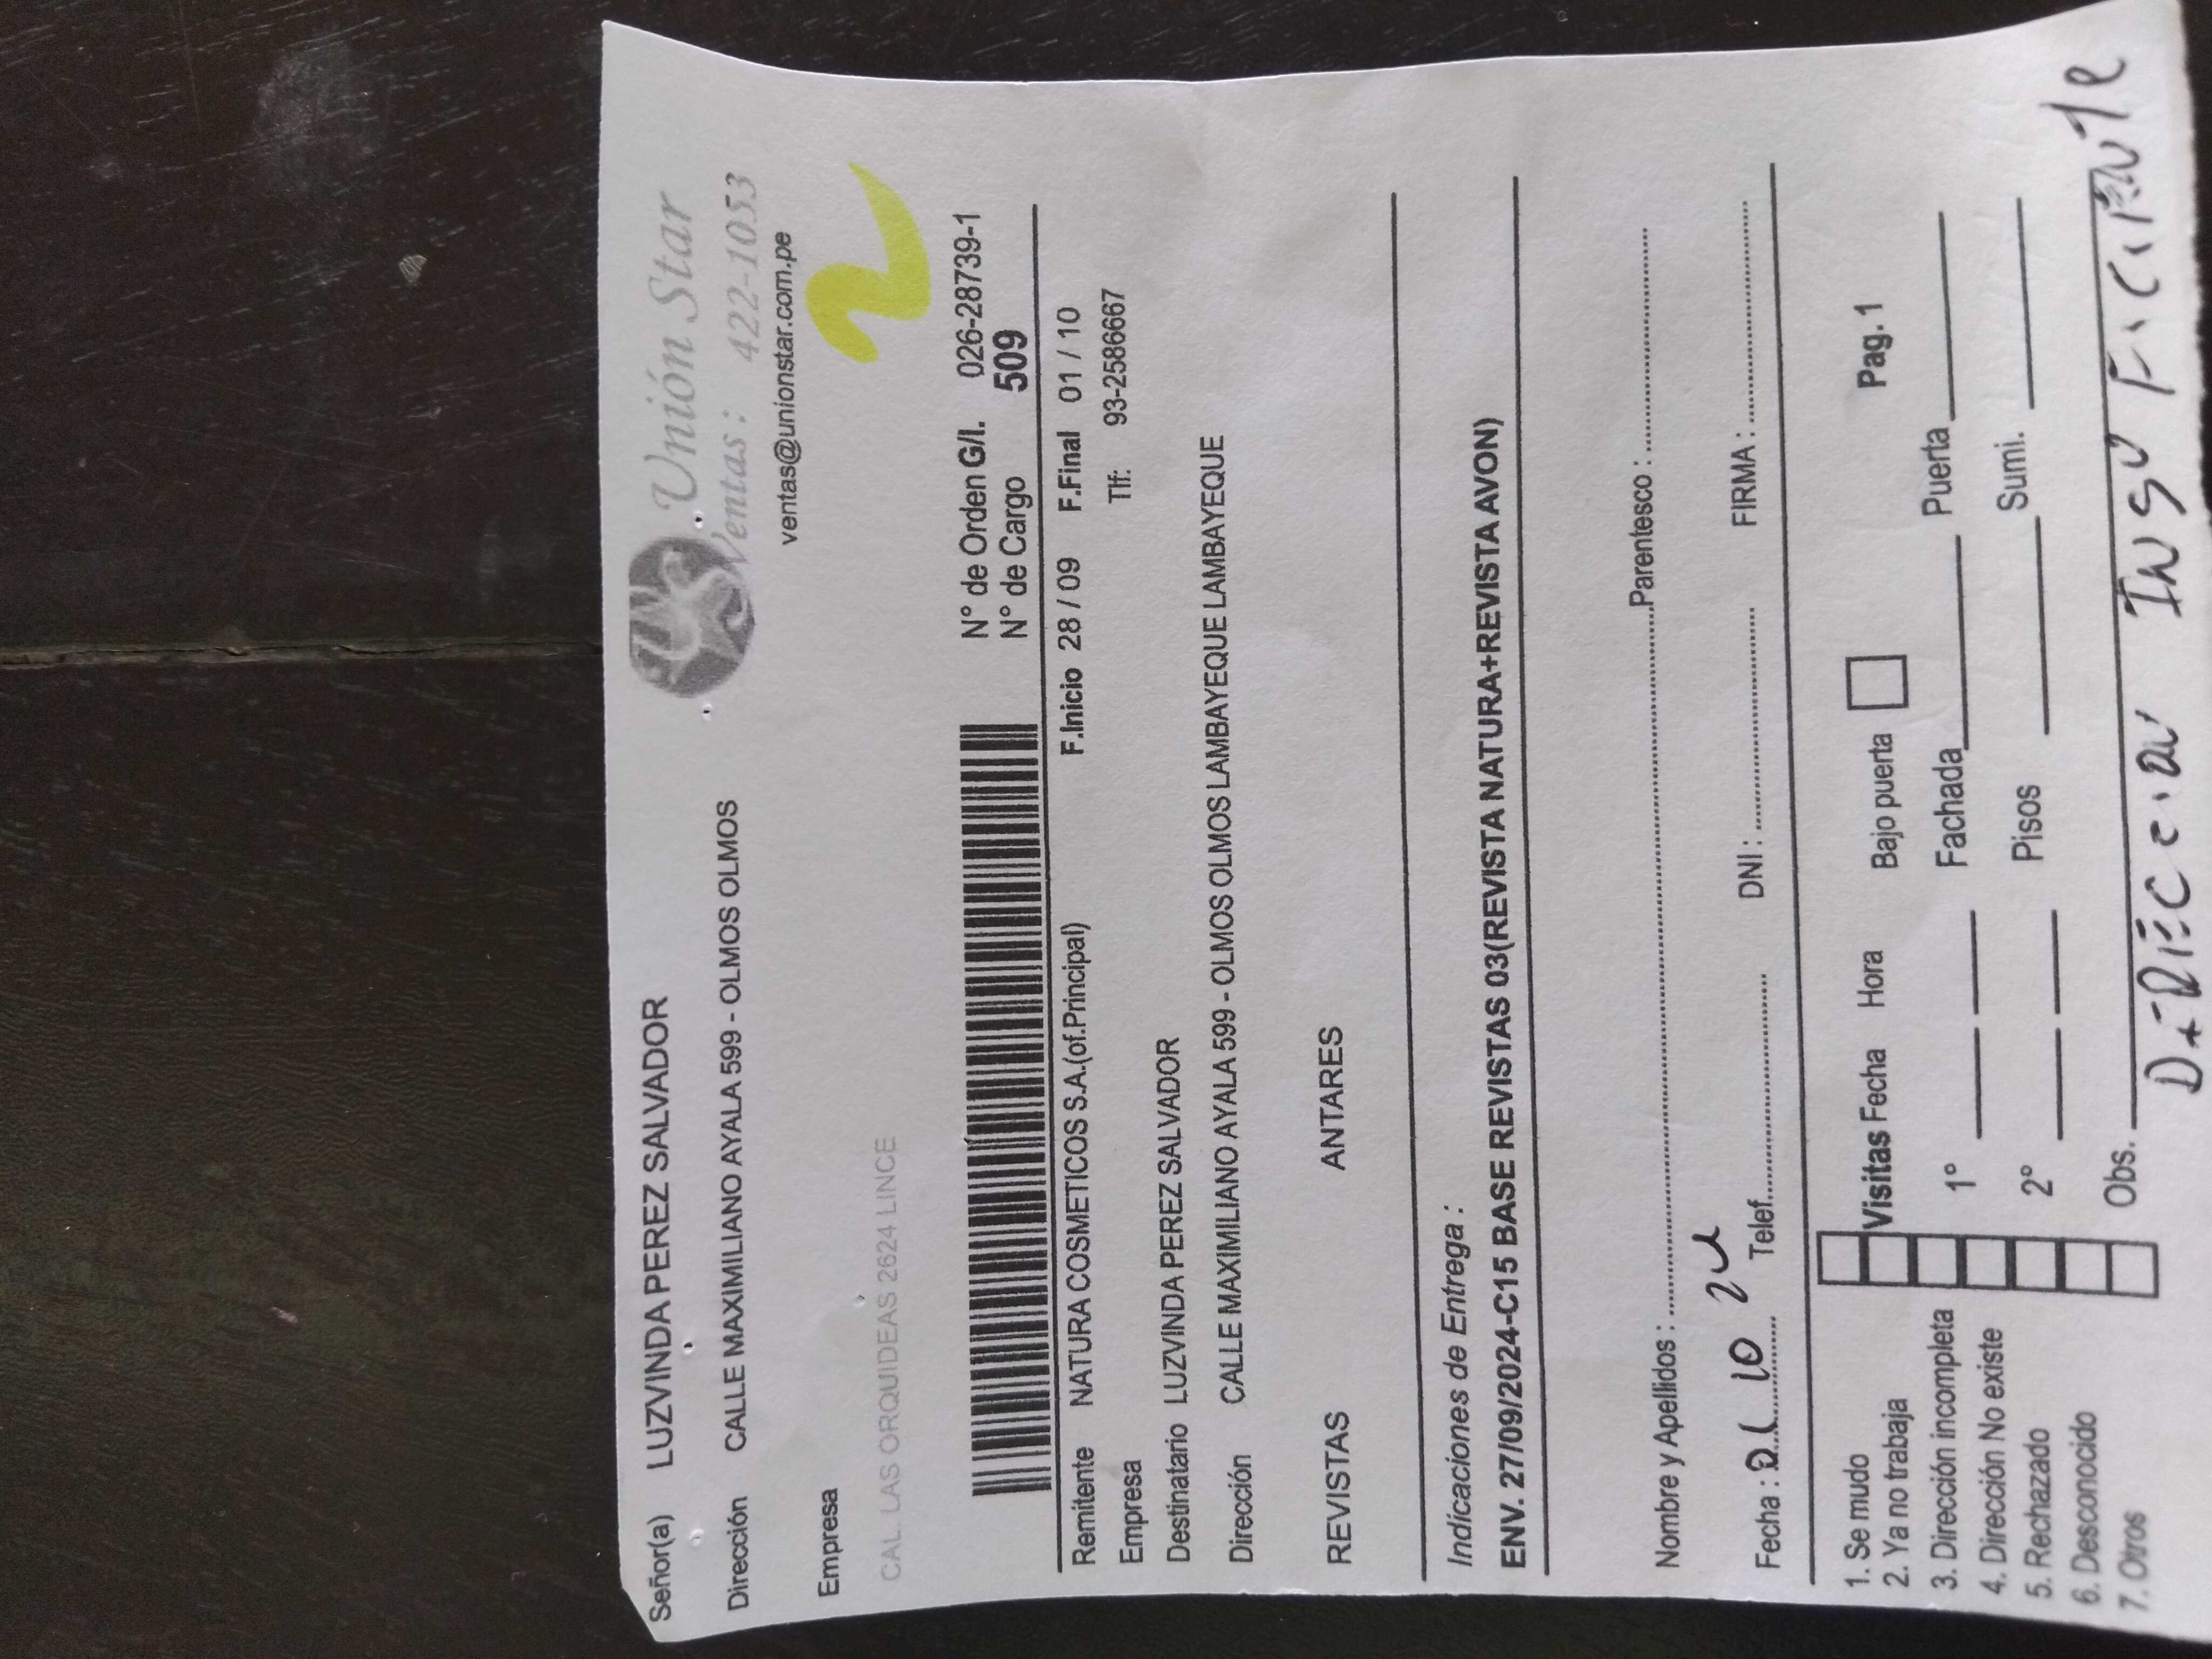 Señor(a) LUZVINDA PEREZ SALVADOR
Unión Star
Ventas : 422-1053
Dirección CALLE MAXIMILIANO AYALA 599 - OLMOS OLMOS
ventas@unionstar.com.pe
Empresa
CAL. LAS ORQUIDEAS 2624 LINCE
N° de Orden G/I. 026-28739-1
N° de Cargo 509
Remitente NATURA COSMETICOS S.A.(of.Principal) F.Inicio 28 / 09 F.Final 01 / 10
Empresa Tlf: 93-2586667
Destinatario LUZVINDA PEREZ SALVADOR
Dirección CALLE MAXIMILIANO AYALA 599 - OLMOS OLMOS LAMBAYEQUE LAMBAYEQUE
REVISTAS ANTARES
Indicaciones de Entrega :
ENV. 27/09/2024-C15 BASE REVISTAS 03(REVISTA NATURA+REVISTA AVON)
Nombre y Apellidos : Parentesco :
Fecha : 10 24 Telef. DNI : FIRMA :
1. Se mudo
2. Ya no trabaja Visitas Fecha Hora Bajo puerta Pag. 1
3. Dirección incompleta 1° Fachada Puerta
4. Dirección No existe
5. Rechazado 2° Pisos Sumi.
6. Desconocido
7. Otros Obs.
DIRECCION INSUFICIENTE